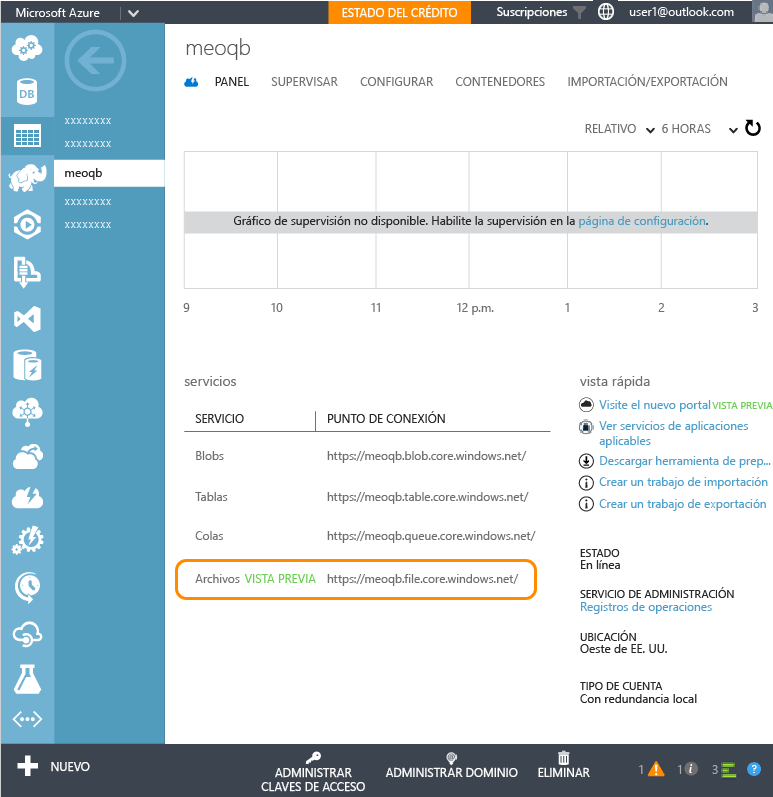 Microsoft Azure
ESTADO DEL CRÉDITO
Suscripciones
user1@outlook.com
xxxxxxxx
xxxxxxxx
meoqb
xxxxxxxx
xxxxxxxx
DB
meoqb
PANEL SUPERVISAR CONFIGURAR CONTENEDORES IMPORTACIÓN/EXPORTACIÓN
RELATIVO 6 HORAS
Gráfico de supervisión no disponible. Habilite la supervisión en la página de configuración.
9 10 11 12 p.m. 1 2 3
servicios
SERVICIO PUNTO DE CONEXIÓN
Blobs https://meoqb.blob.core.windows.net/
Tablas https://meoqb.table.core.windows.net/
Colas https://meoqb.queue.core.windows.net/
Archivos VISTA PREVIA https://meoqb.file.core.windows.net/
vista rápida
Visite el nuevo portal VISTA PREVIA
Ver servicios de aplicaciones
aplicables
Descargar herramienta de prep...
Crear un trabajo de importación
Crear un trabajo de exportación
ESTADO
En línea
SERVICIO DE ADMINISTRACIÓN
Registros de operaciones
UBICACIÓN
Oeste de EE. UU.
TIPO DE CUENTA
Con redundancia local
NUEVO
ADMINISTRAR
CLAVES DE ACCESO
ADMINISTRAR DOMINIO
ELIMINAR
1 1 3 ?